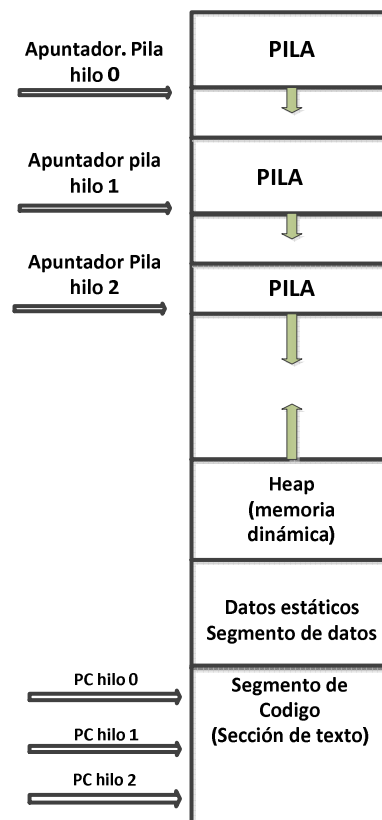 Apuntador. Pila
hilo 0
PILA
Apuntador pila
hilo 1
PILA
Apuntador Pila
hilo 2
PILA
Heap
(memoria
dinámica)
Datos estáticos
Segmento de datos
PC hilo 0
PC hilo 1
PC hilo 2
Segmento de
Codigo
(Sección de texto)